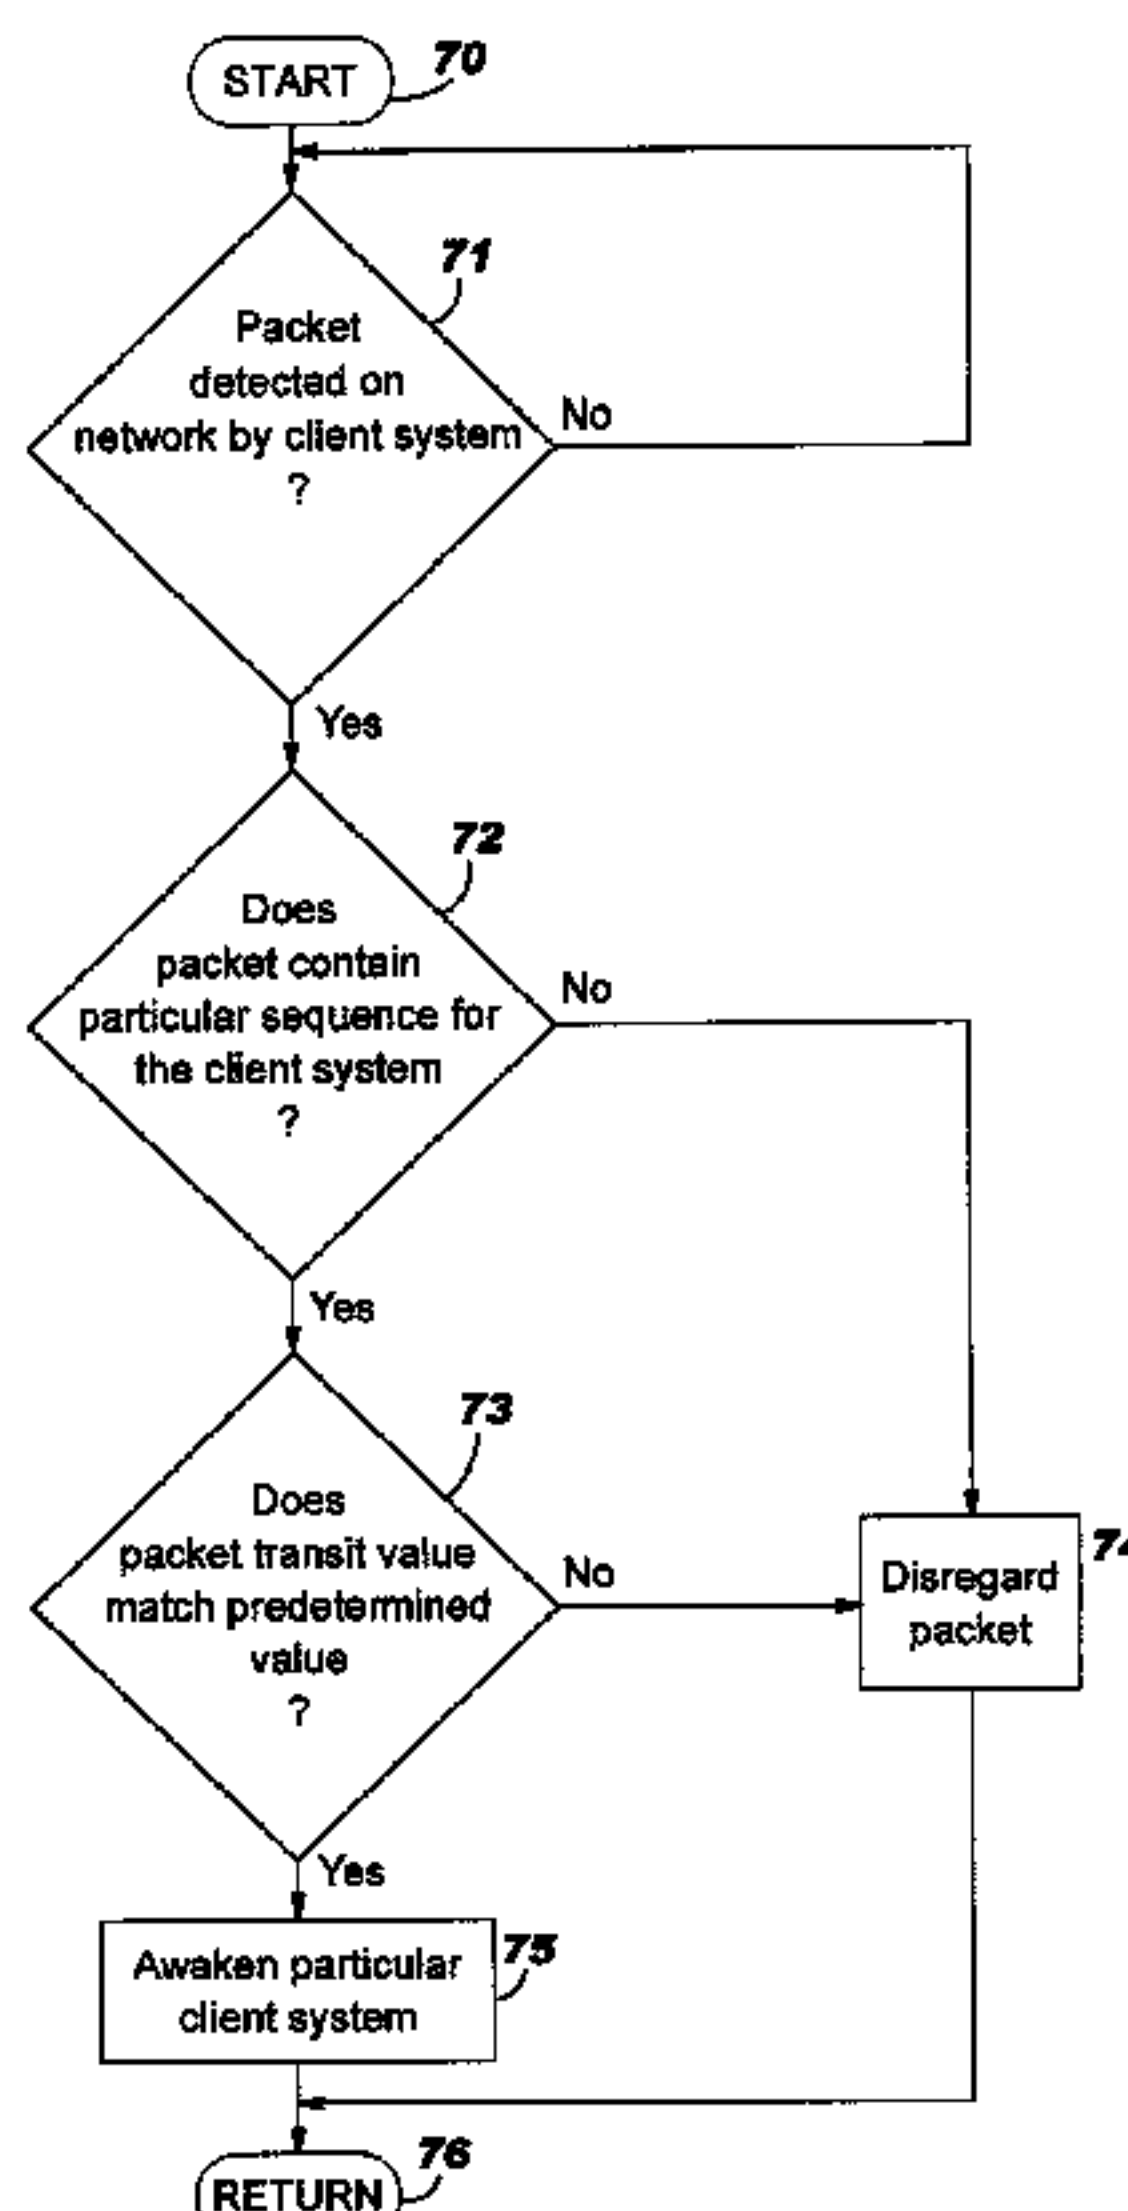 START
70
71
Packet
detected on
network by client system
?
No
Yes
72
Does
packet contain
particular sequence for
the client system
?
No
Yes
73
Does
packet transit value
match predetermined
value
?
No
Disregard
packet
74
Yes
Awaken particular
client system
75
RETURN
76